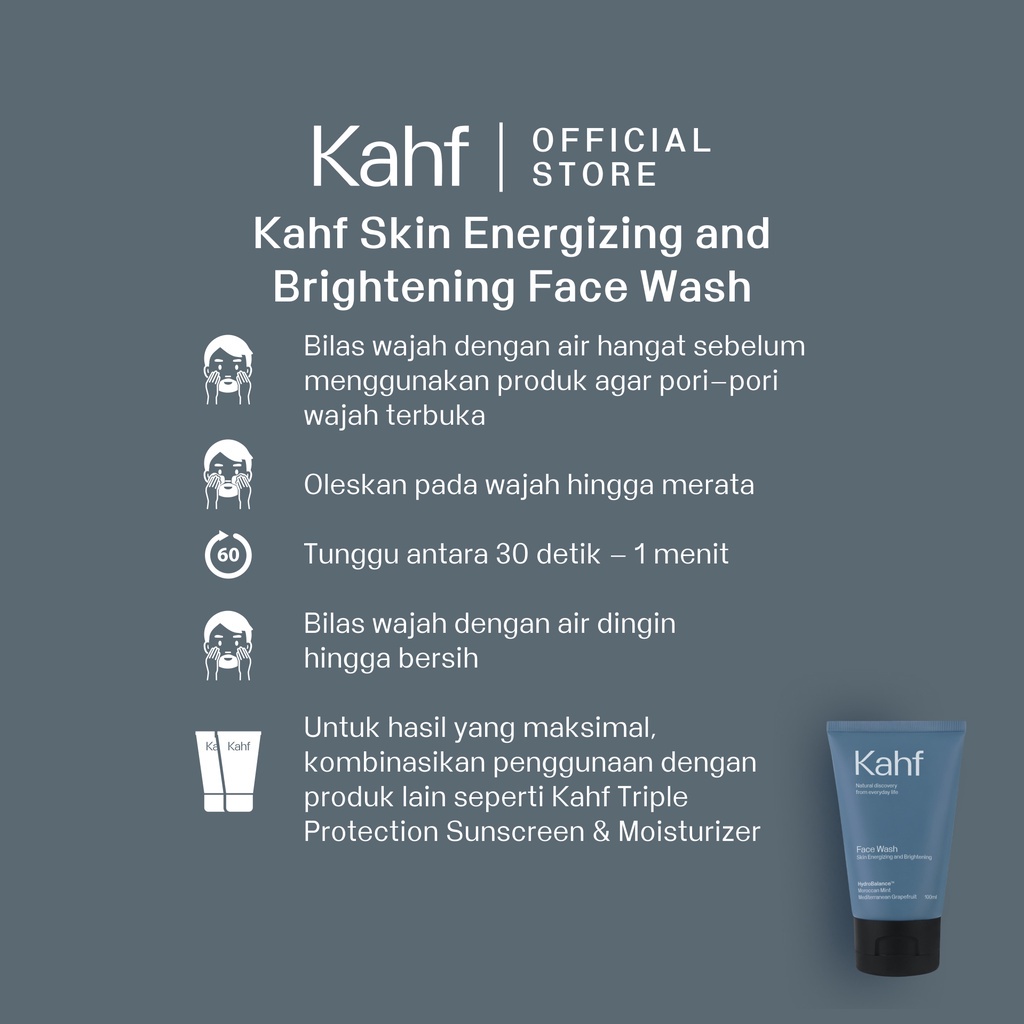 Kahf
OFFICIAL
STORE
Kahf Skin Energizing and
Brightening Face Wash
Bilas wajah dengan air hangat sebelum
menggunakan produk agar pori-pori
wajah terbuka
Oleskan pada wajah hingga merata
60
Tunggu antara 30 detik – 1 menit
Bilas wajah dengan air dingin
hingga bersih
Ka
Kahf
Untuk hasil yang maksimal,
kombinasikan penggunaan dengan
produk lain seperti Kahf Triple
Protection Sunscreen & Moisturizer
Kahf
Natural discovery
from everyday life
Face Wash
Skin Energizing and Brightening
HydroBalance™
Moroccan Mint
Mediterranean Grapefruit 100ml